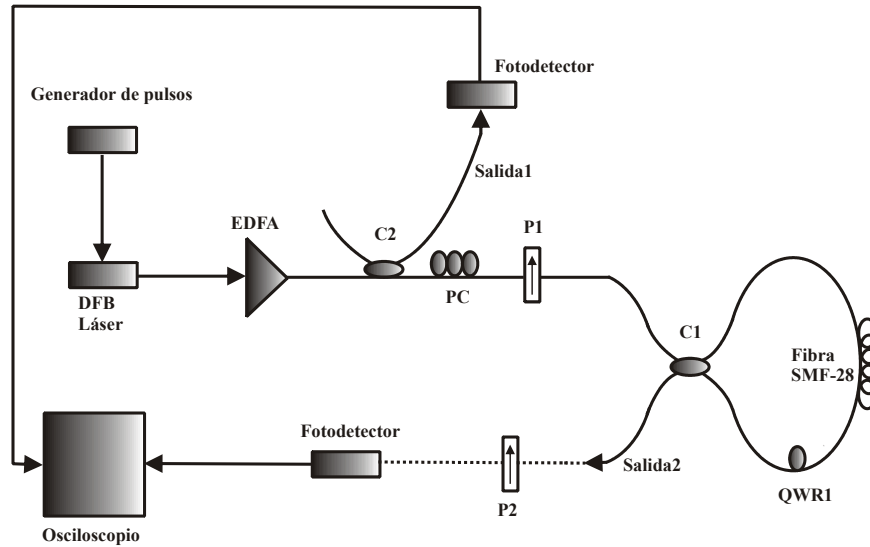 Fotodetector
Generador de pulsos
Salida1
EDFA
C2
P1
PC
DFB
Láser
C1
Fibra
SMF-28
Fotodetector
Salida2
QWR1
P2
Osciloscopio